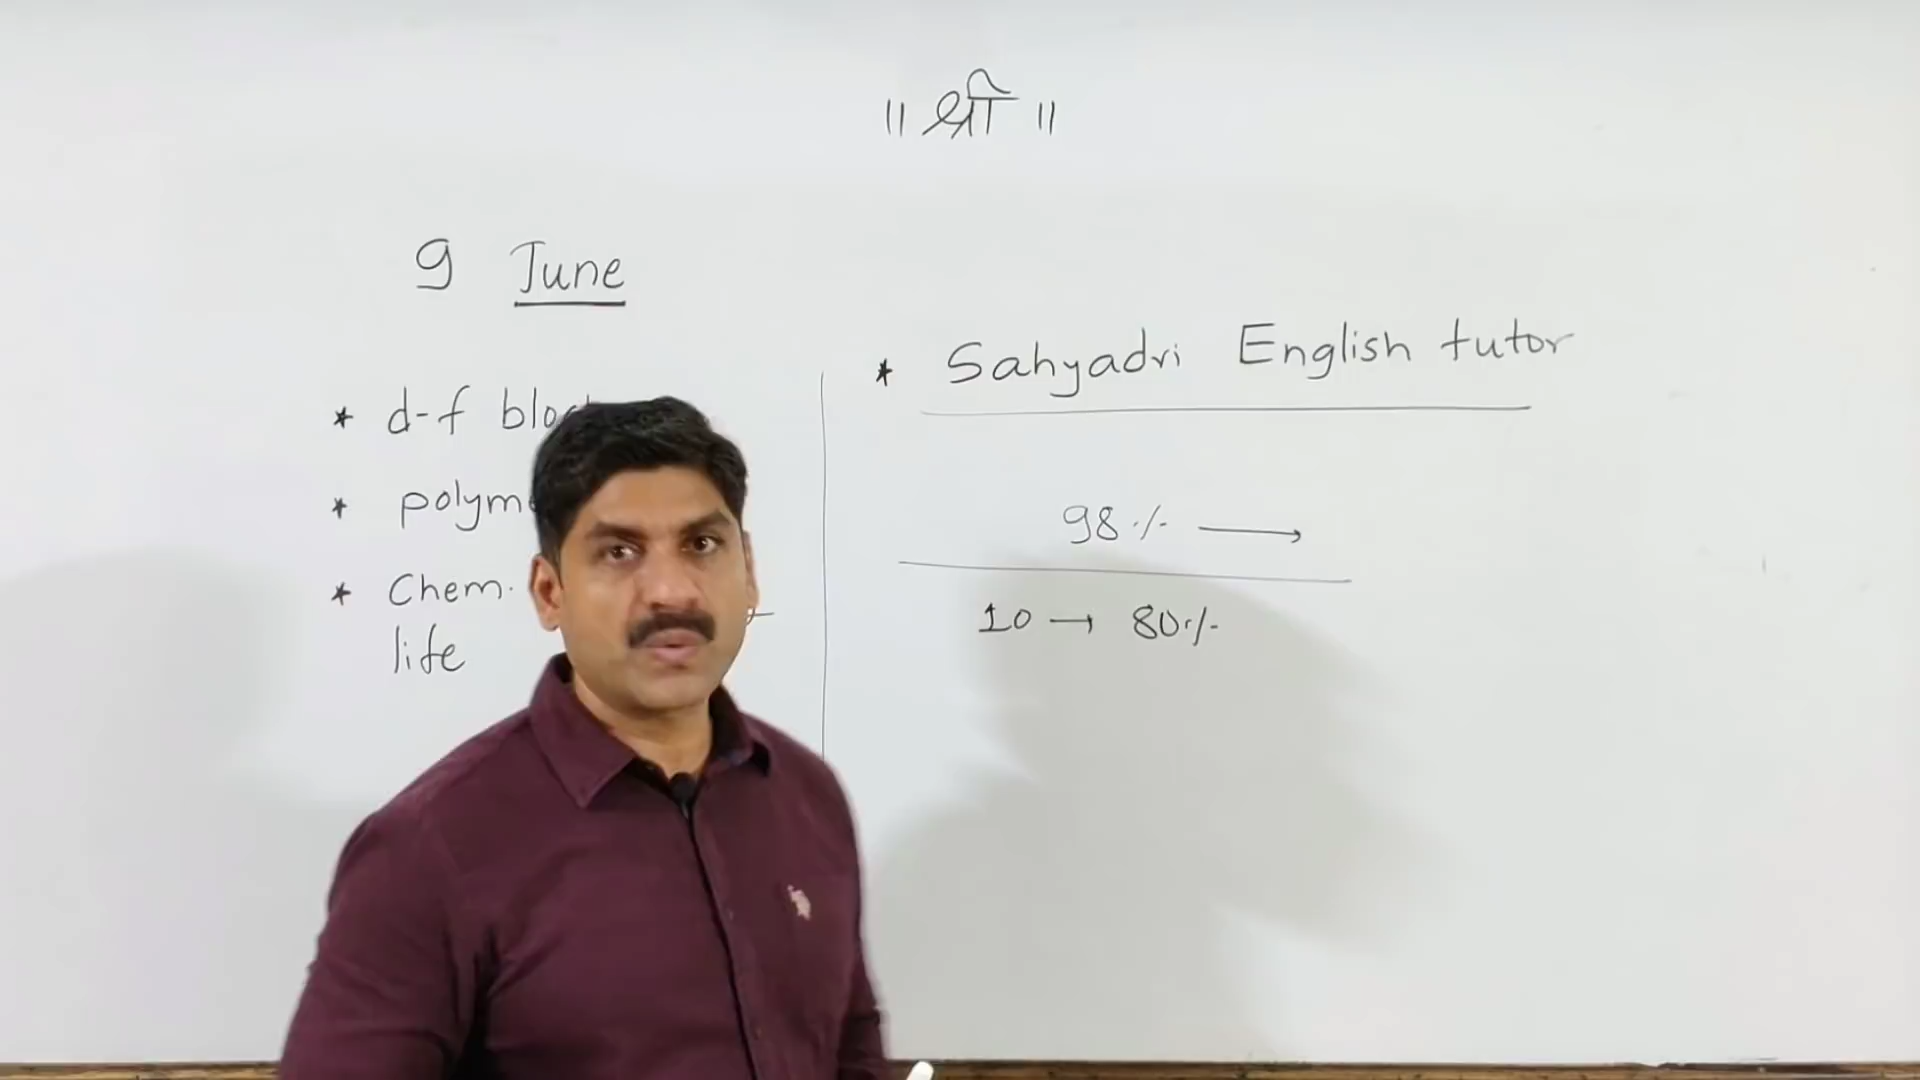 ॥ श्री ॥
9 June
* d-f
*
* Chem.
life
* Sahyadri English tutor
98 % →
10 → 80 %